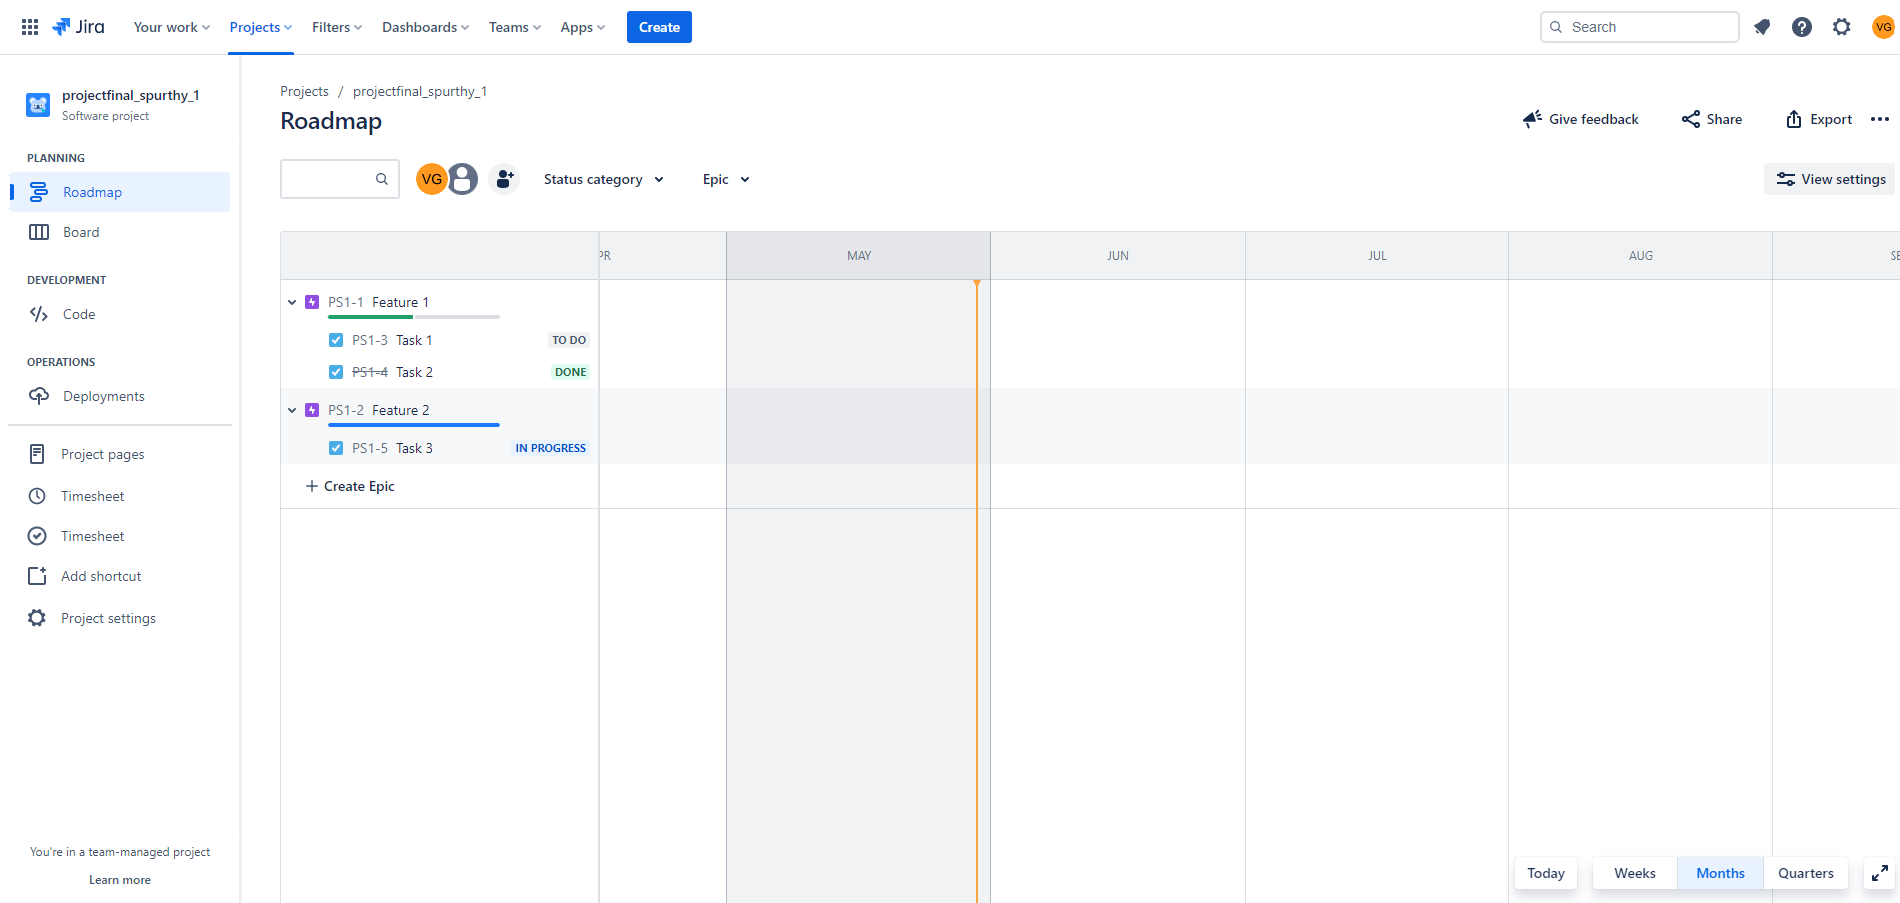 Jira Your work Projects Filters Dashboards Teams Apps Create Search VG
projectfinal_spurthy_1
Software project
PLANNING
Roadmap
Board
DEVELOPMENT
Code
OPERATIONS
Deployments
Project pages
Timesheet
Timesheet
Add shortcut
Project settings
You're in a team-managed project
Learn more
Projects / projectfinal_spurthy_1
Roadmap
Give feedback Share Export
VG Status category Epic View settings
PR MAY JUN JUL AUG SE
PS1-1 Feature 1
PS1-3 Task 1 TO DO
PS1-4 Task 2 DONE
PS1-2 Feature 2
PS1-5 Task 3 IN PROGRESS
+ Create Epic
Today Weeks Months Quarters